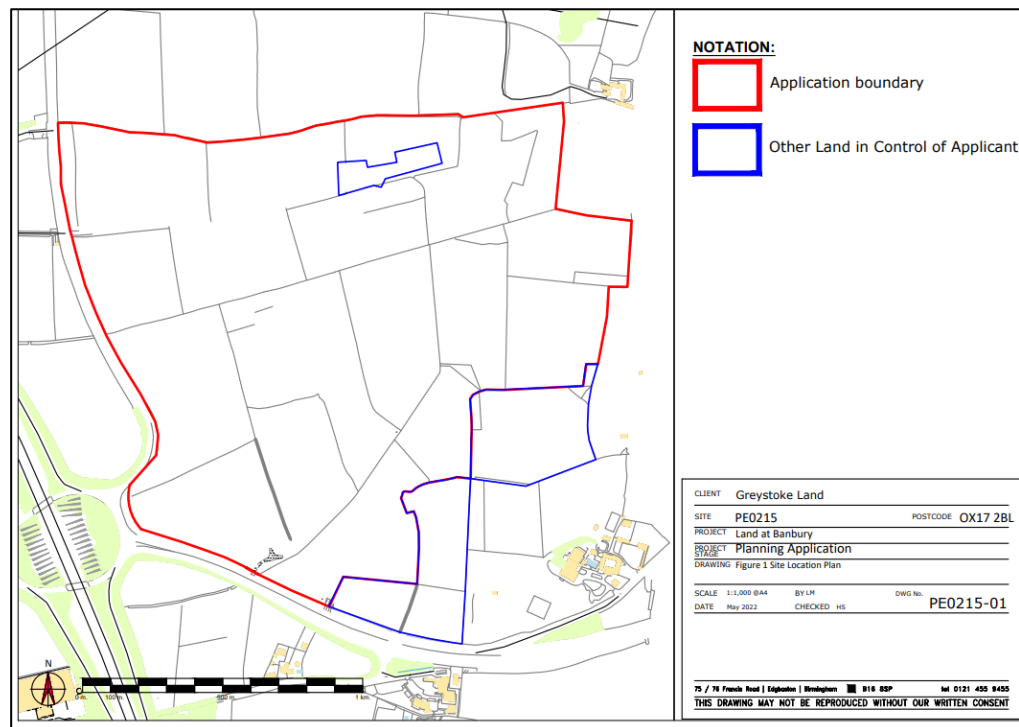 NOTATION:
Application boundary
Other Land in Control of Applicant
CLIENT Greystoke Land
SITE PE0215 POSTCODE OX17 2BL
PROJECT Land at Banbury
PROJECT STAGE Planning Application
DRAWING Figure 1 Site Location Plan
SCALE 1:1,000 @A4 BY LM DWG No.
DATE May 2022 CHECKED HS PE0215-01
75 / 76 Francis Road | Edgbaston | Birmingham B16 8SP tel 0121 455 9455
THIS DRAWING MAY NOT BE REPRODUCED WITHOUT OUR WRITTEN CONSENT
N
0 m. 100 m. 500 m. 1 km.